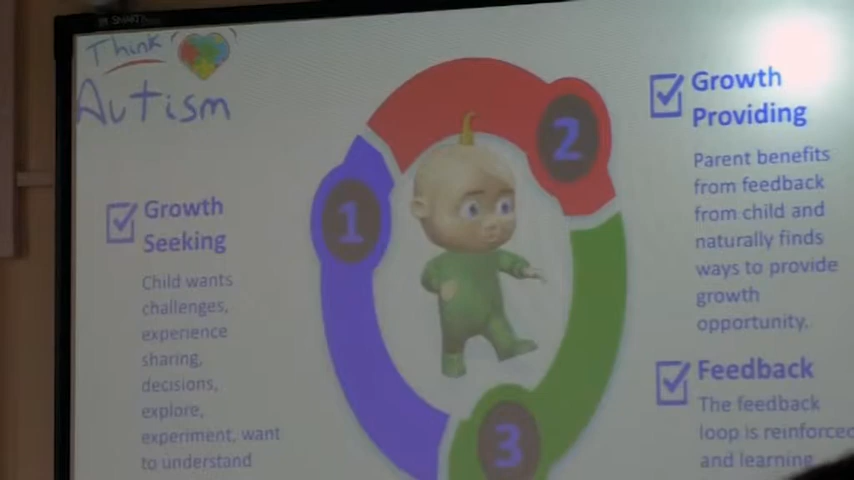 SMART
Think
Autism
Growth
Seeking
Child wants
challenges,
experience
sharing,
decisions,
explore,
experiment, want
to understand
1
2
3
Growth
Providing
Parent benefits
from feedback
from child and
naturally finds
ways to provide
growth
opportunity.
Feedback
The feedback
loop is reinforced
and learning